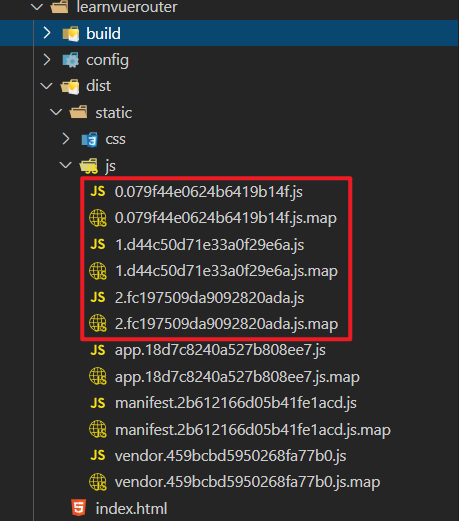 learnvuerouter
build
config
dist
static
css
js
JS 0.079f44e0624b6419b14f.js
0.079f44e0624b6419b14f.js.map
JS 1.d44c50d71e33a0f29e6a.js
1.d44c50d71e33a0f29e6a.js.map
JS 2.fc197509da9092820ada.js
2.fc197509da9092820ada.js.map
JS app.18d7c8240a527b808ee7.js
app.18d7c8240a527b808ee7.js.map
JS manifest.2b612166d05b41fe1acd.js
manifest.2b612166d05b41fe1acd.js.map
JS vendor.459bcbd5950268fa77b0.js
vendor.459bcbd5950268fa77b0.js.map
index.html